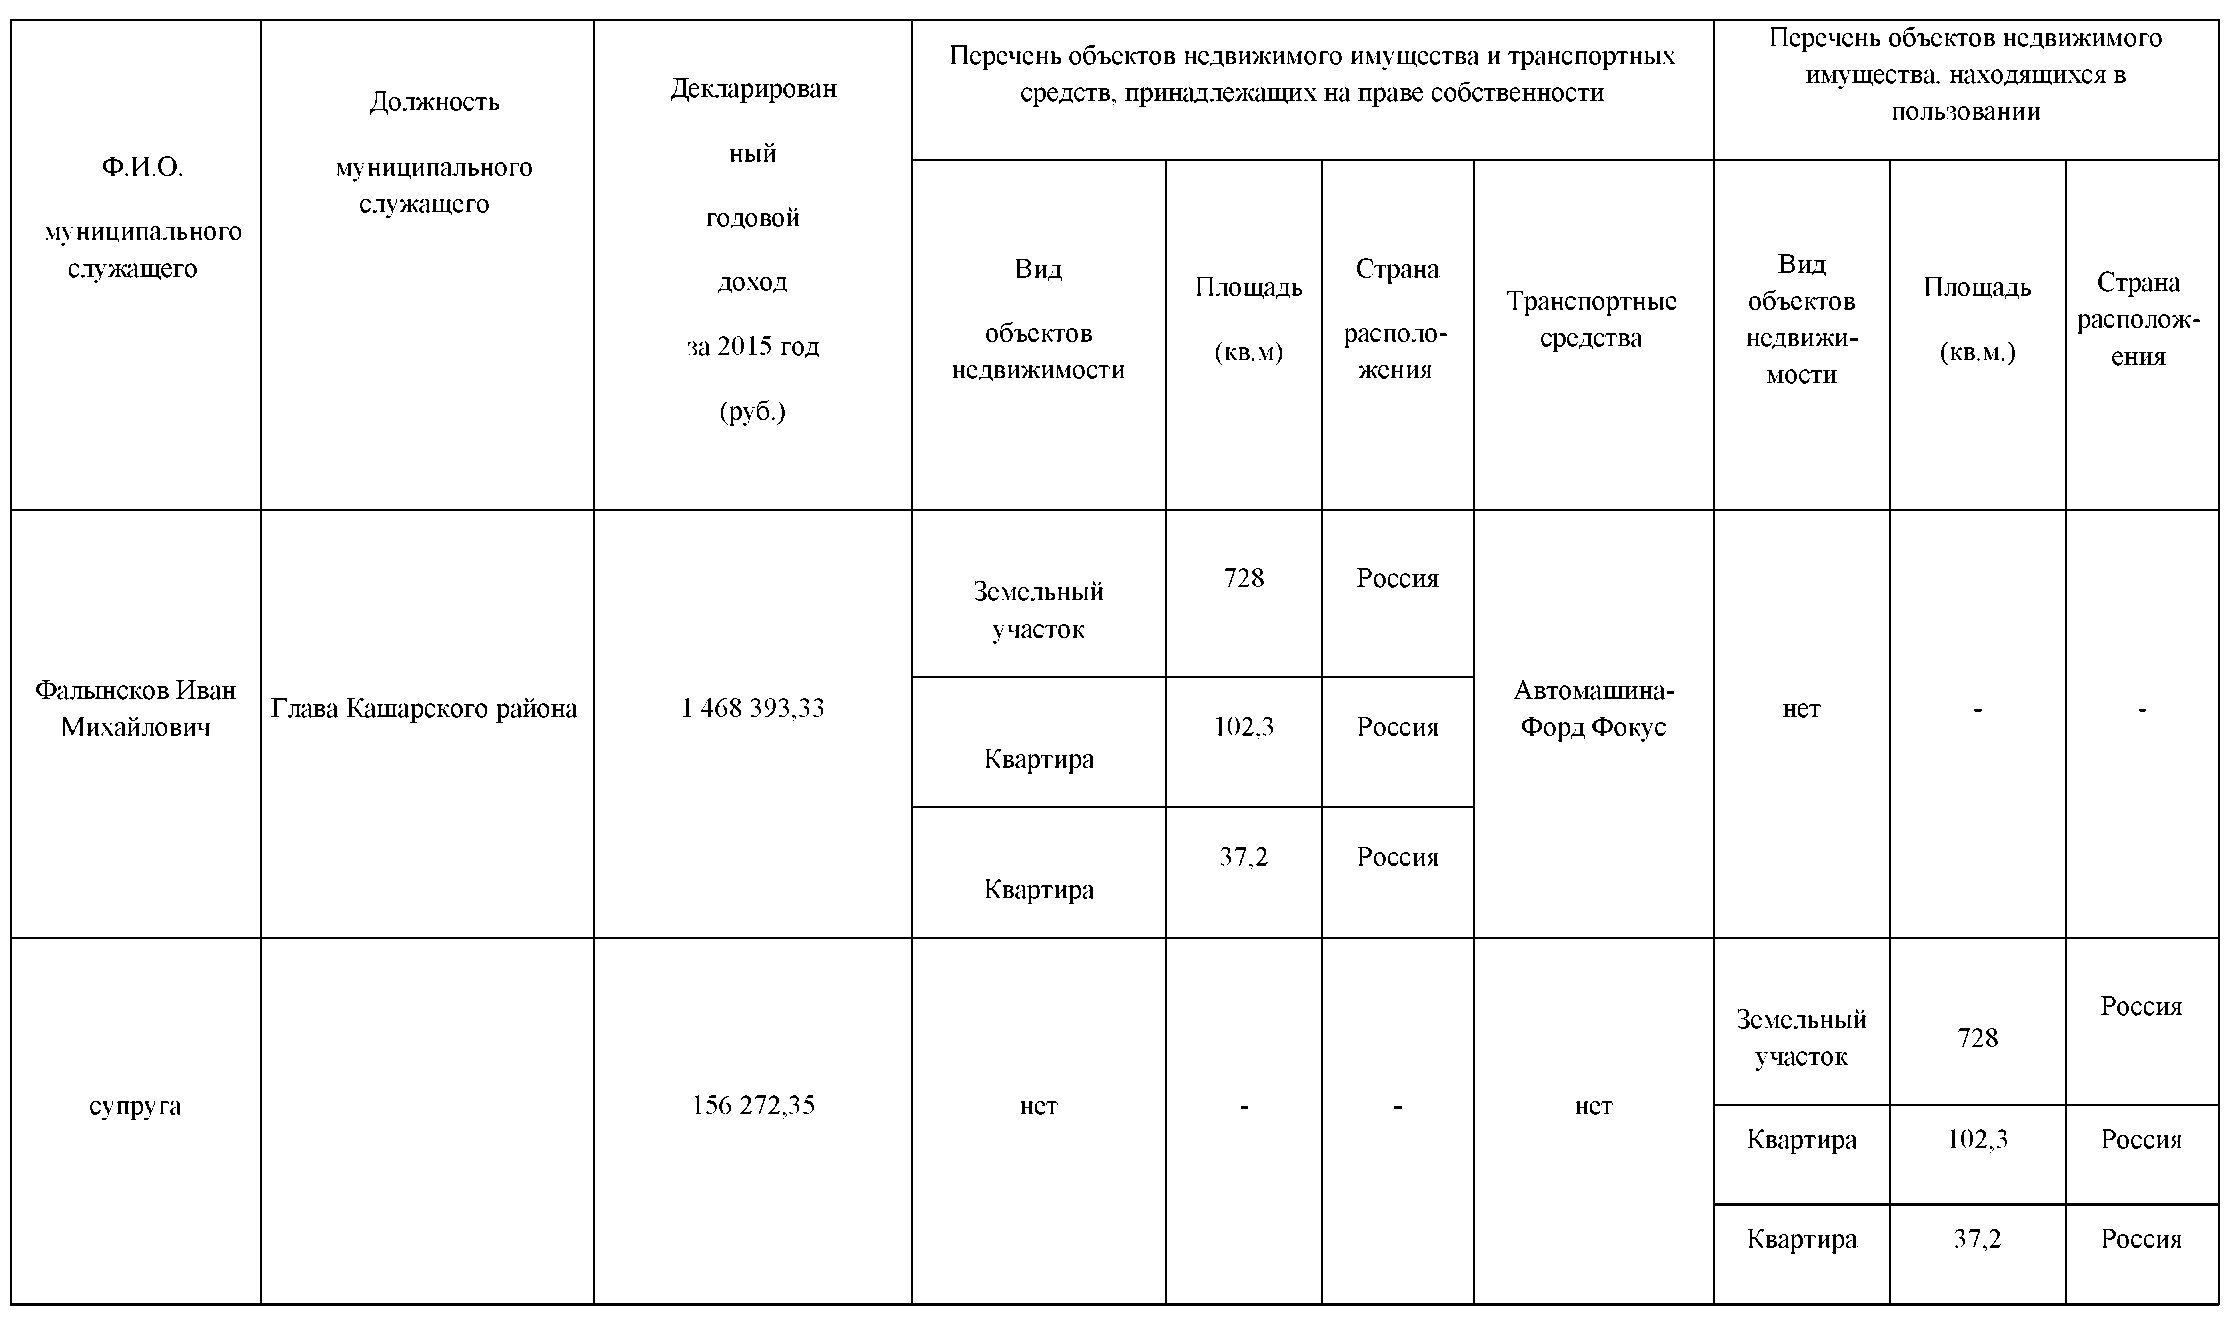 Ф.И.О.
муниципального
служащего
Должность
муниципального
служащего
Декларирован
ный
годовой
доход
за 2015 год
(руб.)
Перечень объектов недвижимого имущества и транспортных
средств, принадлежащих на праве собственности
Перечень объектов недвижимого
имущества, находящихся в
пользовании
Вид
объектов
недвижимости
Площадь
(кв.м)
Страна
располо-
жения
Транспортные
средства
Вид
объектов
недвижи-
мости
Площадь
(кв.м.)
Страна
располож-
ения
Фалынсков Иван
Михайлович
Глава Кашарского района
1 468 393,33
Земельный
участок
728
Россия
Квартира
102,3
Россия
Квартира
37,2
Россия
Автомашина-
Форд Фокус
нет
-
-
супруга
156 272,35
нет
-
-
нет
Земельный
участок
728
Россия
Квартира
102,3
Россия
Квартира
37,2
Россия